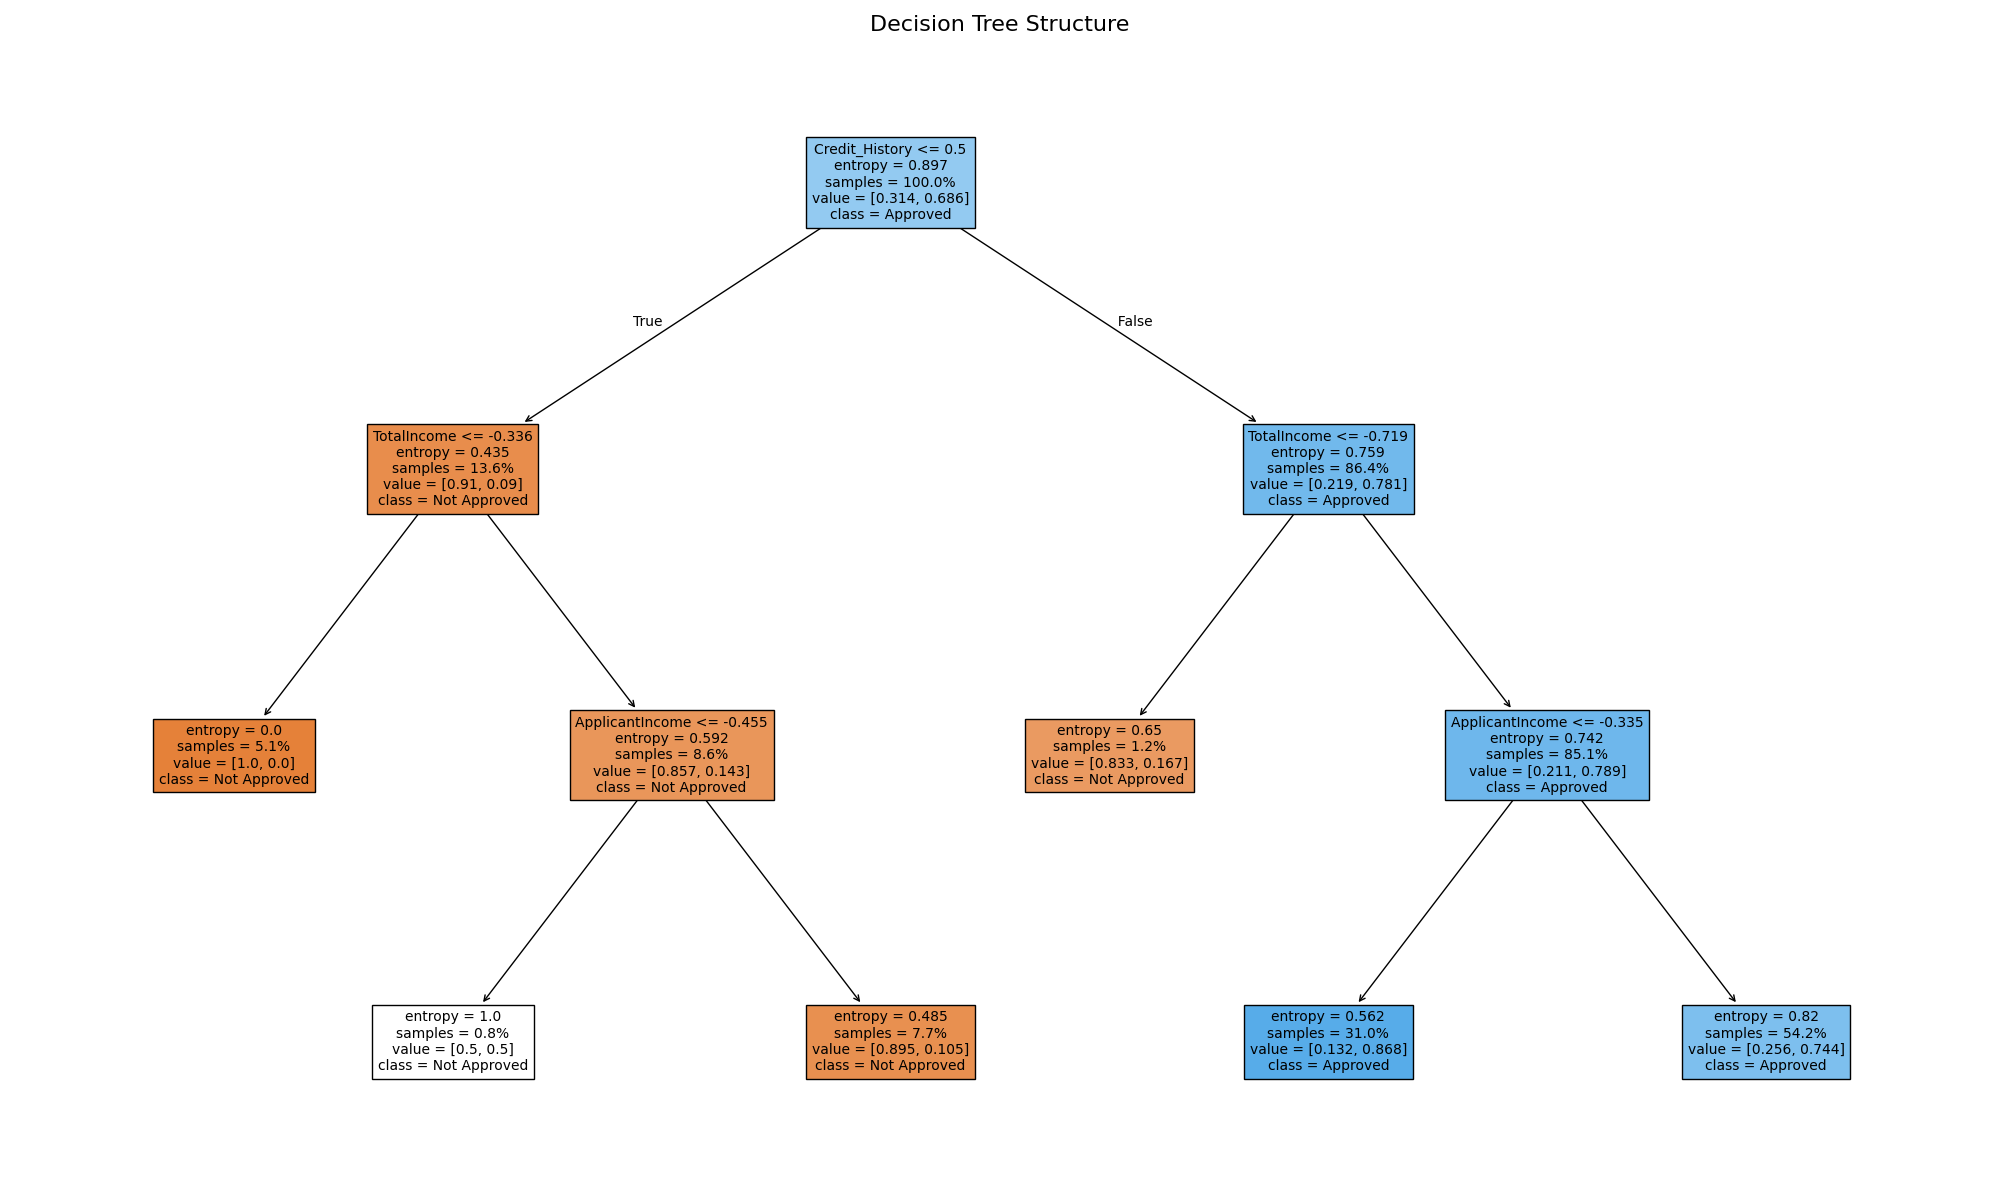 Decision Tree Structure
Credit_History <= 0.5
entropy = 0.897
samples = 100.0%
value = [0.314, 0.686]
class = Approved
True
False
TotalIncome <= -0.336
entropy = 0.435
samples = 13.6%
value = [0.91, 0.09]
class = Not Approved
TotalIncome <= -0.719
entropy = 0.759
samples = 86.4%
value = [0.219, 0.781]
class = Approved
entropy = 0.0
samples = 5.1%
value = [1.0, 0.0]
class = Not Approved
ApplicantIncome <= -0.455
entropy = 0.592
samples = 8.6%
value = [0.857, 0.143]
class = Not Approved
entropy = 0.65
samples = 1.2%
value = [0.833, 0.167]
class = Not Approved
ApplicantIncome <= -0.335
entropy = 0.742
samples = 85.1%
value = [0.211, 0.789]
class = Approved
entropy = 1.0
samples = 0.8%
value = [0.5, 0.5]
class = Not Approved
entropy = 0.485
samples = 7.7%
value = [0.895, 0.105]
class = Not Approved
entropy = 0.562
samples = 31.0%
value = [0.132, 0.868]
class = Approved
entropy = 0.82
samples = 54.2%
value = [0.256, 0.744]
class = Approved